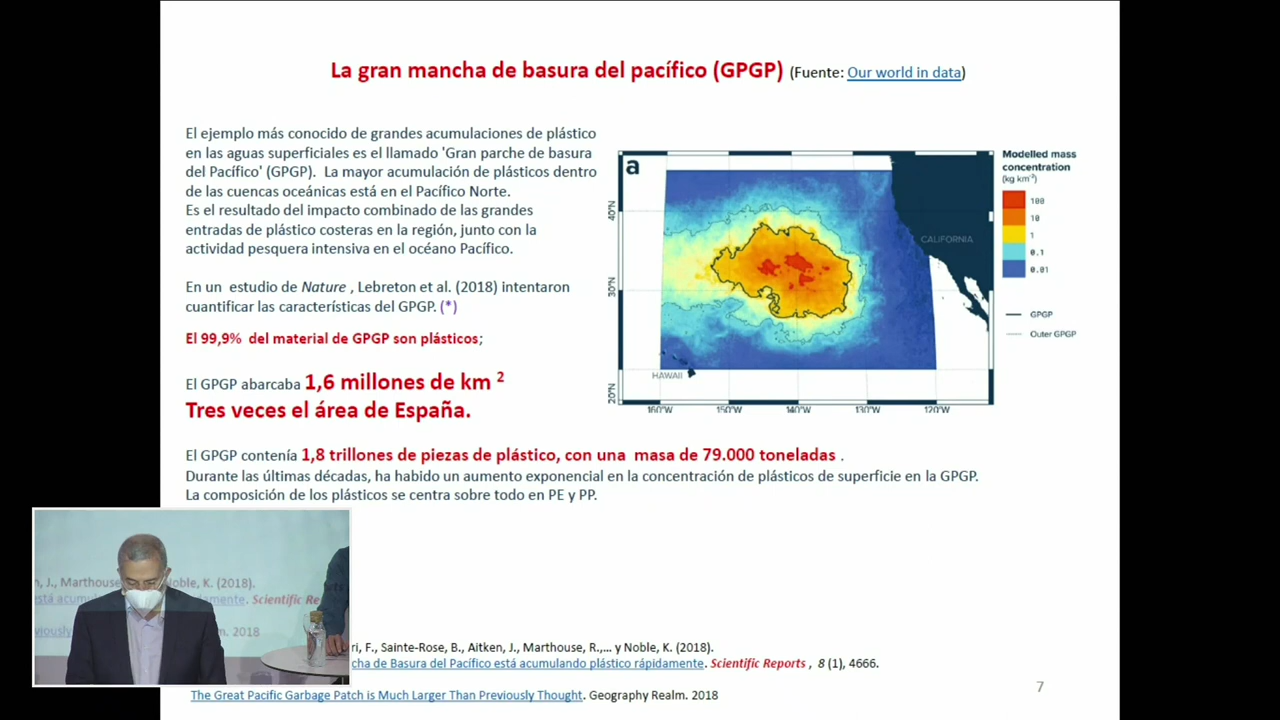 La gran mancha de basura del pacífico (GPGP) (Fuente: Our world in data)
El ejemplo más conocido de grandes acumulaciones de plástico
en las aguas superficiales es el llamado 'Gran parche de basura
del Pacífico' (GPGP). La mayor acumulación de plásticos dentro
de las cuencas oceánicas está en el Pacífico Norte.
Es el resultado del impacto combinado de las grandes
entradas de plástico costeras en la región, junto con la
actividad pesquera intensiva en el océano Pacífico.
En un estudio de Nature , Lebreton et al. (2018) intentaron
cuantificar las características del GPGP. (*)
El 99,9% del material de GPGP son plásticos;
El GPGP abarcaba 1,6 millones de km 2
Tres veces el área de España.
a
40°N
30°N
20°N
160°W 150°W 140°W 130°W 120°W
HAWAII
CALIFORNIA
Modelled mass
concentration
(kg km⁻²)
100
10
1
0.1
0.01
GPGP
Outer GPGP
El GPGP contenía 1,8 trillones de piezas de plástico, con una masa de 79.000 toneladas .
Durante las últimas décadas, ha habido un aumento exponencial en la concentración de plásticos de superficie en la GPGP.
La composición de los plásticos se centra sobre todo en PE y PP.
J., Marthouse Noble, K. (2018).
Scientific Re
2018
ri, F., Sainte-Rose, B., Aitken, J., Marthouse, R.,... y Noble, K. (2018).
cha de Basura del Pacífico está acumulando plástico rápidamente. Scientific Reports , 8 (1), 4666.
The Great Pacific Garbage Patch is Much Larger Than Previously Thought. Geography Realm. 2018
7